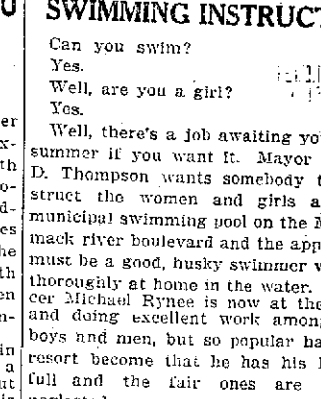 SWIMMING INSTRUCT
Can you swim?
Yes.
Well, are you a girl?
Yes.
Well, there's a job awaiting yo
summer if you want it. Mayor
D. Thompson wants somebody t
struct the women and girls a
municipal swimming pool on the M
mack river boulevard and the app
must be a good, husky swimmer w
thoroughly at home in the water.
cer Michael Rynee is now at the
and doing excellent work among
boys and men, but so popular ha
resort become that he has his
full and the fair ones are